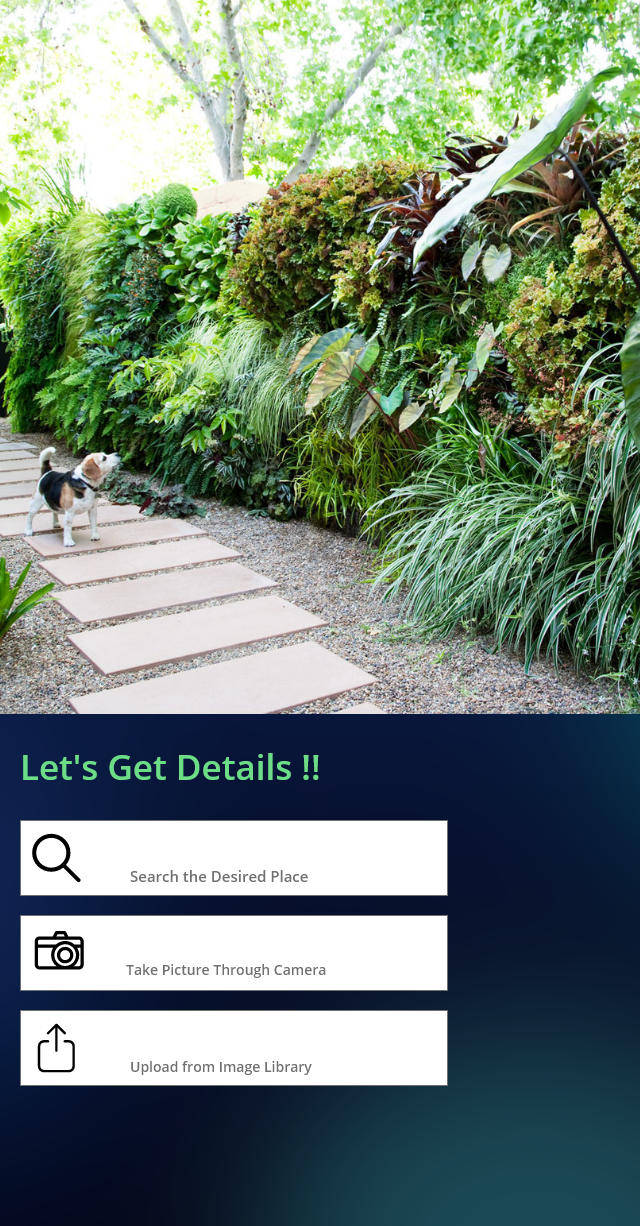 Let's Get Details !!
Search the Desired Place
Take Picture Through Camera
Upload from Image Library